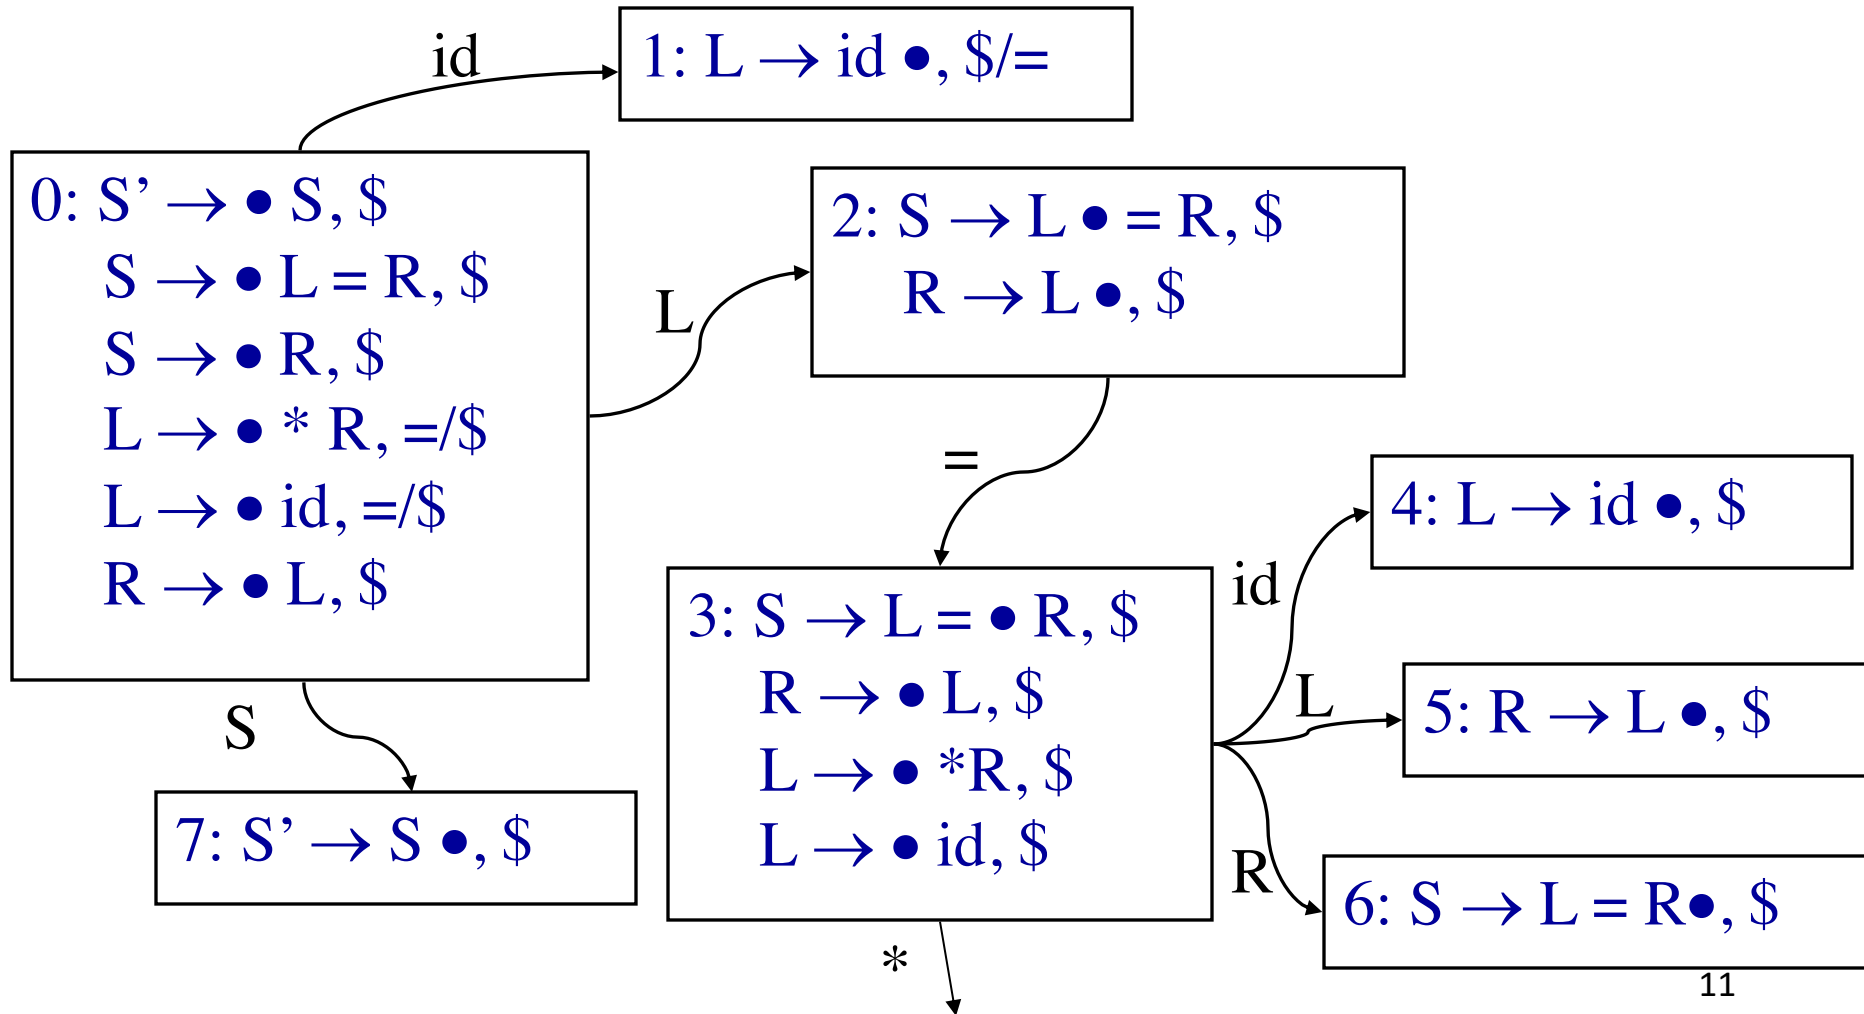 id
1: L → id •, $/=
0: S’ → • S, $
S → • L = R, $
S → • R, $
L → • * R, =/$
L → • id, =/$
R → • L, $
L
2: S → L • = R, $
R → L •, $
=
S
7: S’ → S •, $
3: S → L = • R, $
R → • L, $
L → • *R, $
L → • id, $
id
4: L → id •, $
L
5: R → L •, $
R
6: S → L = R•, $
*
11